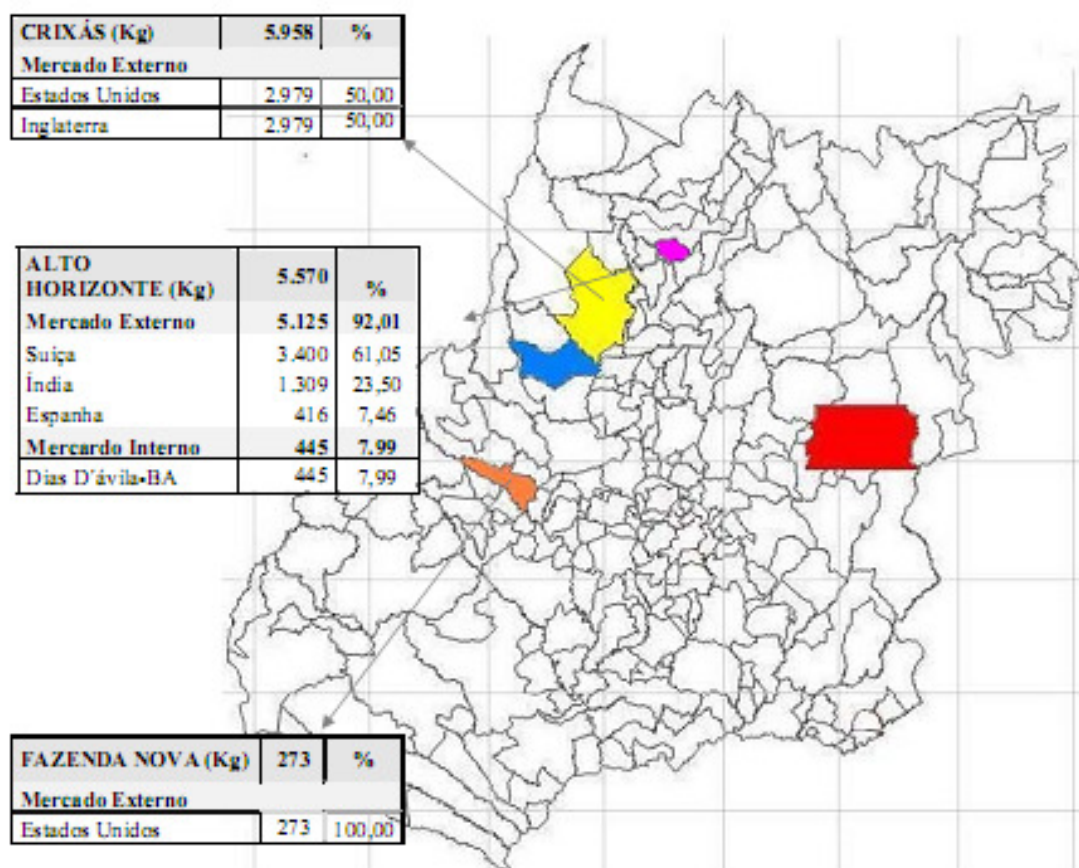 CRIXÁS (Kg) 5.958 %
Mercado Externo
Estados Unidos 2.979 50,00
Inglaterra 2.979 50,00
ALTO
HORIZONTE (Kg) 5.570 %
Mercado Externo 5.125 92,01
Suiça 3.400 61,05
Índia 1.309 23,50
Espanha 416 7,46
Mercardo Interno 445 7.99
Dias D´ávila-BA 445 7,99
FAZENDA NOVA (Kg) 273 %
Mercado Externo
Estados Unidos 273 100,00